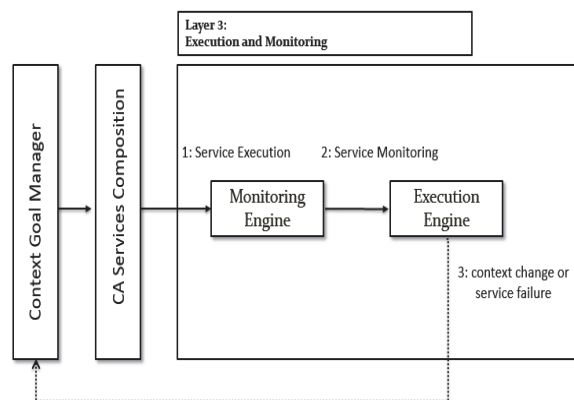 Layer 3:
Execution and Monitoring
Context Goal Manager
CA Services Composition
1: Service Execution
2: Service Monitoring
Monitoring
Engine
Execution
Engine
3: context change or
service failure